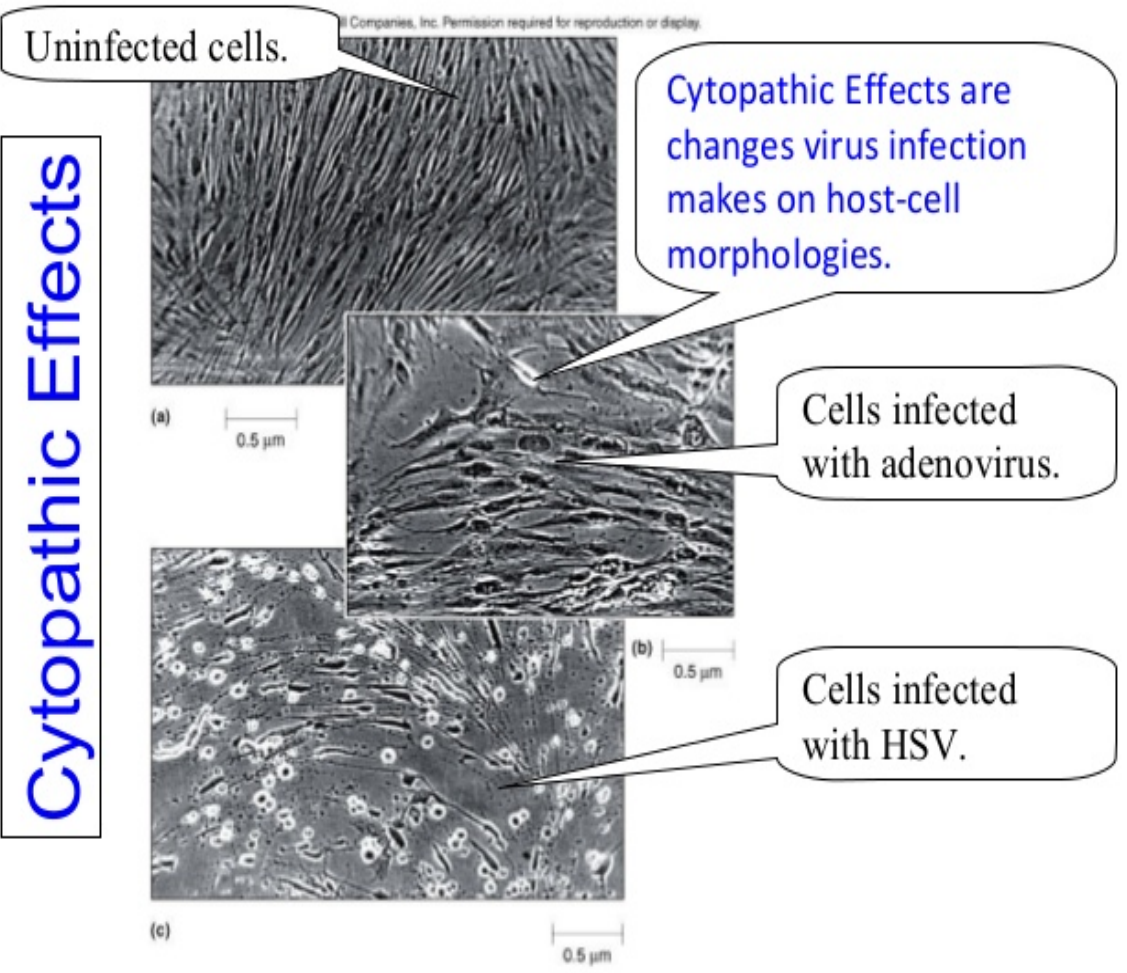 Companies, Inc. Permission required for reproduction or display.
Uninfected cells.
Cytopathic Effects are
changes virus infection
makes on host-cell
morphologies.
Cytopathic Effects
(a)
0.5 µm
Cells infected
with adenovirus.
(b)
0.5 µm
Cells infected
with HSV.
(c)
0.5 µm